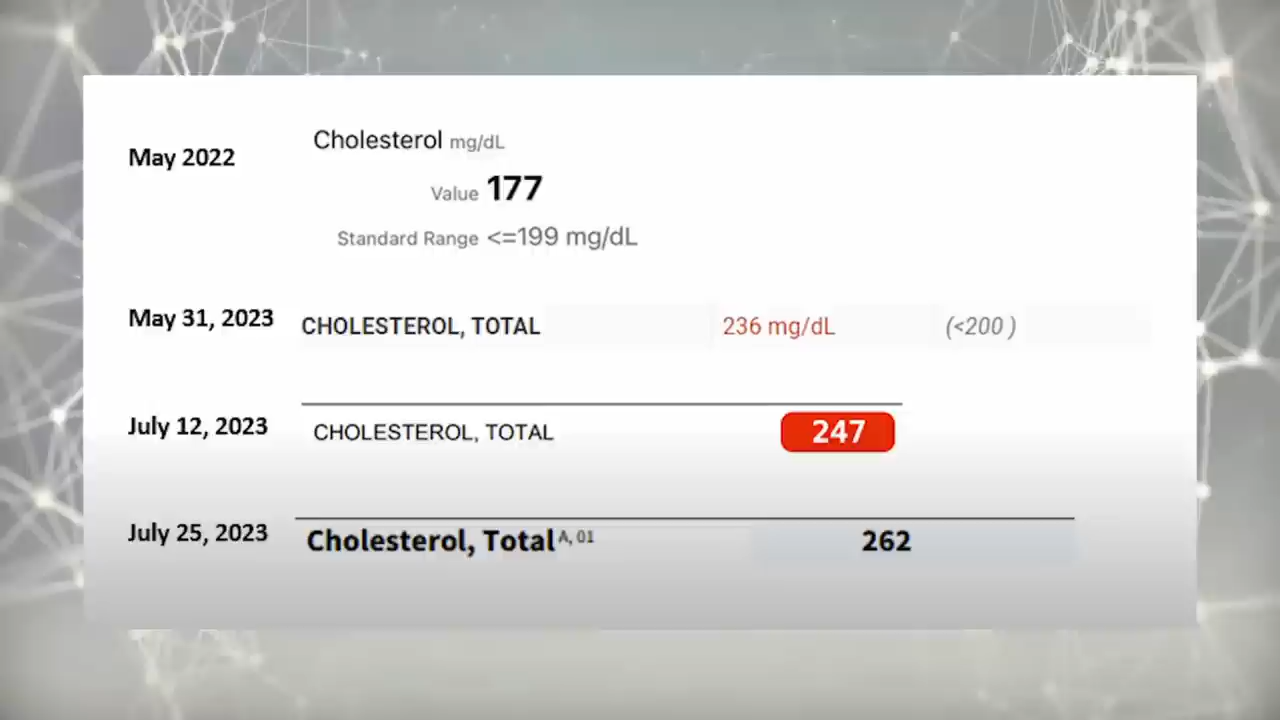 May 2022
Cholesterol mg/dL
Value 177
Standard Range <=199 mg/dL
May 31, 2023 CHOLESTEROL, TOTAL 236 mg/dL (<200 )
July 12, 2023 CHOLESTEROL, TOTAL 247
July 25, 2023 Cholesterol, Total A, 01 262